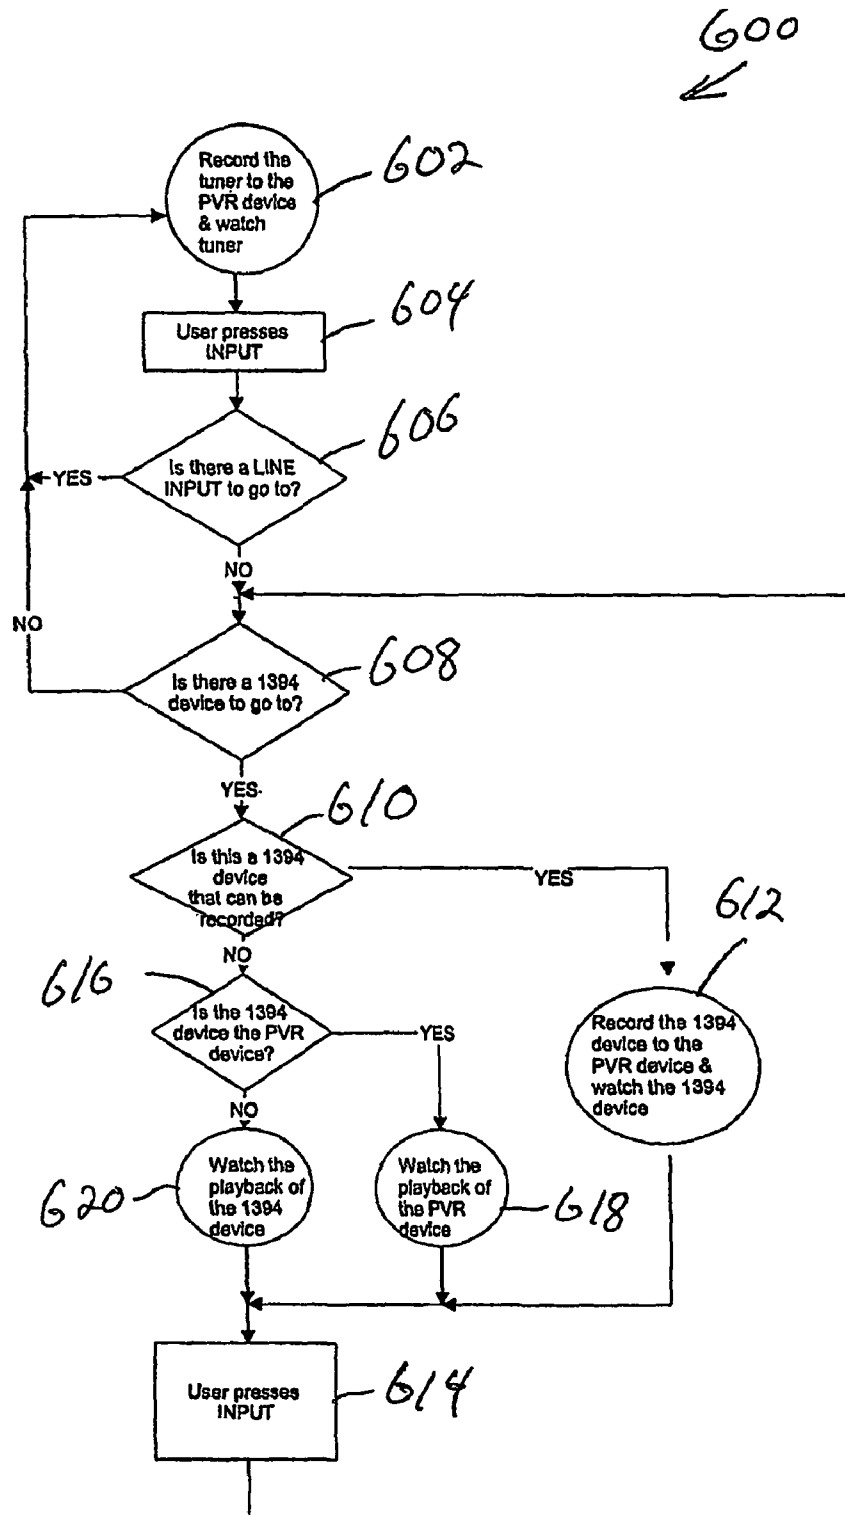 600
Record the
tuner to the
PVR device
& watch
tuner
602
User presses
INPUT
604
Is there a LINE
INPUT to go to?
606
YES
NO
NO
Is there a 1394
device to go to?
608
YES
Is this a 1394
device
that can be
recorded?
610
YES
612
NO
616
Is the 1394
device the PVR
device?
YES
Record the 1394
device to the
PVR device &
watch the 1394
device
NO
Watch the
playback of
the 1394
device
620
Watch the
playback of
the PVR
device
618
User presses
INPUT
614